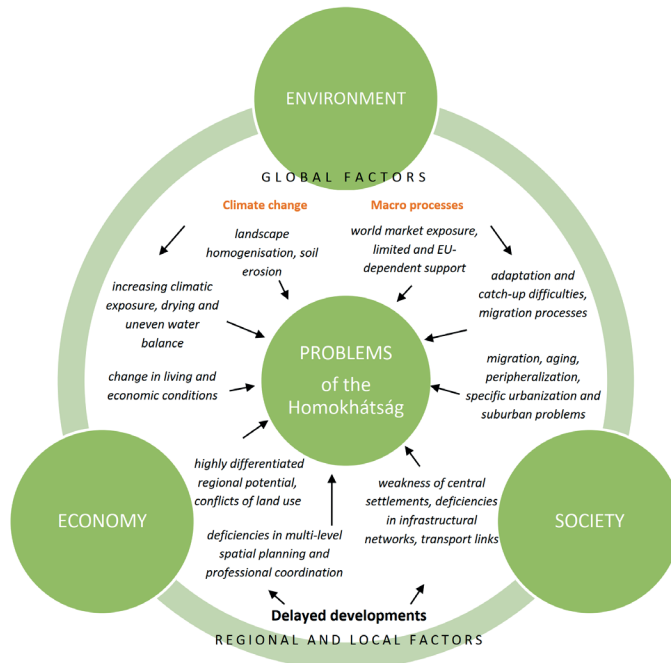 ENVIRONMENT
GLOBAL FACTORS
Climate change
Macro processes
landscape
homogenisation, soil
erosion
world market exposure,
limited and EU-
dependent support
increasing climatic
exposure, drying and
uneven water
balance
adaptation and
catch-up difficulties,
migration processes
PROBLEMS
of the
Homokhátság
change in living and
economic conditions
migration, aging,
peripheralization,
specific urbanization and
suburban problems
highly differentiated
regional potential,
conflicts of land use
weakness of central
settlements, deficiencies
in infrastructural
networks, transport links
ECONOMY
SOCIETY
deficiencies in multi-level
spatial planning and
professional coordination
Delayed developments
REGIONAL AND LOCAL FACTORS